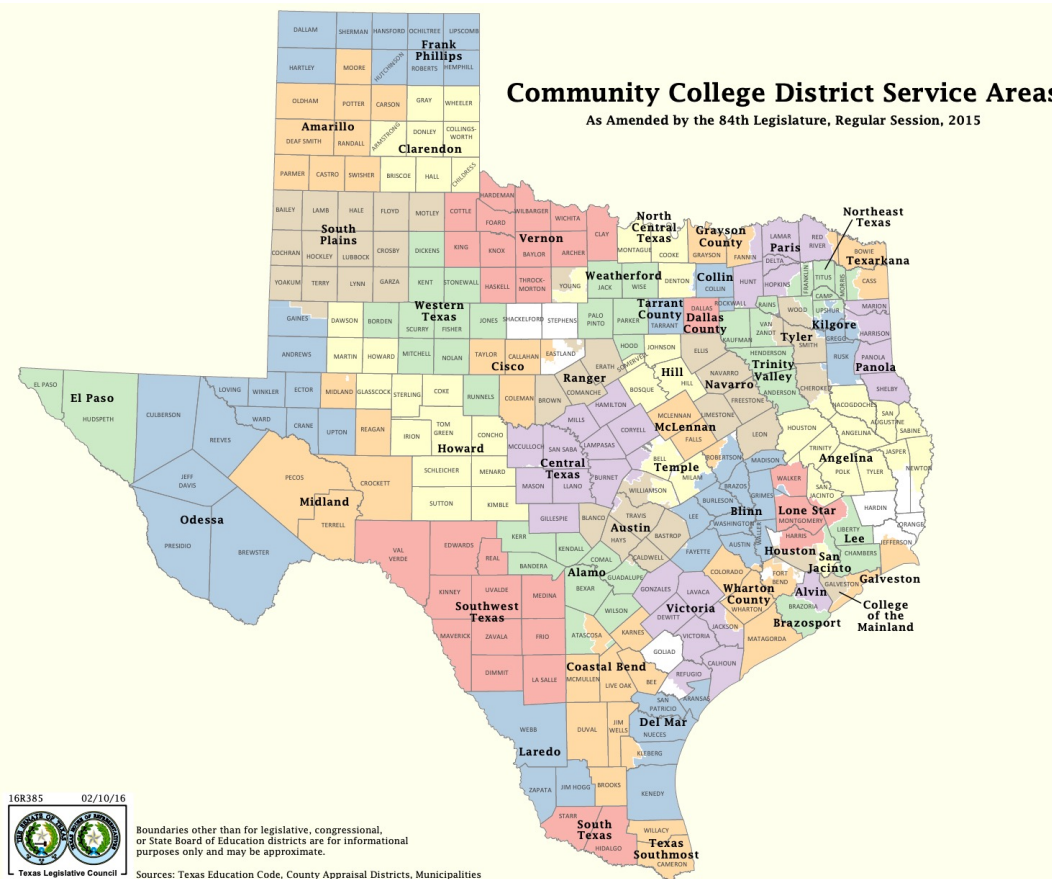 Community College District Service Areas
As Amended by the 84th Legislature, Regular Session, 2015
DALLAM SHERMAN HANSFORD OCHILTREE LIPSCOMB
Frank
Phillips
HARTLEY MOORE HUTCHINSON ROBERTS HEMPHILL
OLDHAM POTTER CARSON GRAY WHEELER
Amarillo
DEAF SMITH RANDALL ARMSTRONG DONLEY COLLINGS-
WORTH
Clarendon
PARMER CASTRO SWISHER BRISCOE HALL CHILDRESS
HARDEMAN
BAILEY LAMB HALE FLOYD MOTLEY COTTLE FOARD WILBARGER WICHITA CLAY
South
Plains
Vernon
COCHRAN HOCKLEY LUBBOCK CROSBY DICKENS KING KNOX BAYLOR ARCHER
YOAKUM TERRY LYNN GARZA KENT STONEWALL HASKELL THROCK-
MORTON YOUNG
North
Central
Texas
MONTAGUE COOKE
Grayson
County
GRAYSON FANNIN
Paris
LAMAR RED
RIVER
DELTA
Northeast
Texas
BOWIE
Texarkana
CASS
FRANKLIN TITUS MORRIS CAMP
Weatherford
JACK WISE DENTON
Collin
COLLIN HUNT HOPKINS
Western
Texas
GAINES DAWSON BORDEN SCURRY FISHER JONES SHACKELFORD STEPHENS PALO
PINTO PARKER
Tarrant
County
TARRANT
DALLAS
Dallas
County
ROCKWALL RAINS WOOD UPSHUR MARION
Kilgore
GREGG HARRISON
KAUFMAN VAN
ZANDT
Tyler
SMITH RUSK PANOLA
Panola
ANDREWS MARTIN HOWARD MITCHELL NOLAN TAYLOR CALLAHAN EASTLAND
Cisco
ERATH HOOD SOMERVELL JOHNSON ELLIS
Ranger
COMANCHE BOSQUE
Hill
HILL
NAVARRO
Navarro
HENDERSON
Trinity
Valley
ANDERSON CHEROKEE SHELBY
EL PASO
El Paso
HUDSPETH CULBERSON REEVES LOVING WINKLER ECTOR MIDLAND GLASSCOCK STERLING COKE RUNNELS COLEMAN BROWN
WARD CRANE UPTON REAGAN IRION TOM
GREEN CONCHO
Howard
MCCULLOCH SAN SABA MILLS HAMILTON CORYELL LAMPASAS
MCLENNAN
McLennan
FALLS LIMESTONE FREESTONE LEON
HOUSTON NACOGDOCHES SAN
AUGUSTINE SABINE
ANGELINA
Angelina
TRINITY POLK TYLER JASPER NEWTON
JEFF
DAVIS PECOS CROCKETT SCHLEICHER MENARD
Central
Texas
MASON LLANO BURNET
BELL
Temple
MILAM ROBERTSON MADISON WALKER SAN
JACINTO HARDIN
Odessa
PRESIDIO BREWSTER
Midland
TERRELL SUTTON KIMBLE GILLESPIE BLANCO WILLIAMSON TRAVIS
Austin
HAYS BASTROP CALDWELL LEE BURLESON BRAZOS GRIMES
Blinn
WASHINGTON WALLER AUSTIN FAYETTE
Lone Star
MONTGOMERY HARRIS
LIBERTY
Lee
CHAMBERS ORANGE JEFFERSON
Houston
San
Jacinto
VAL
VERDE EDWARDS REAL KERR KENDALL BANDERA COMAL
Alamo
BEXAR GUADALUPE WILSON
COLORADO
Wharton
County
WHARTON FORT
BEND
Alvin
GALVESTON
Galveston
College
of the
Mainland
BRAZORIA
Brazosport
MATAGORDA
KINNEY UVALDE MEDINA
Southwest
Texas
MAVERICK ZAVALA FRIO ATASCOSA KARNES GONZALES LAVACA
DEWITT
Victoria
VICTORIA JACKSON CALHOUN GOLIAD REFUGIO ARANSAS
DIMMIT LA SALLE
Coastal Bend
MCMULLEN LIVE OAK BEE
SAN
PATRICIO
Del Mar
NUECES KLEBERG
WEBB
Laredo
DUVAL JIM
WELLS
ZAPATA JIM HOGG BROOKS KENEDY
STARR
South
Texas
HIDALGO
WILLACY
Texas
Southmost
CAMERON
16R385 02/10/16
THE SENATE OF TEXAS
TEXAS HOUSE OF REPRESENTATIVES
Texas Legislative Council
Boundaries other than for legislative, congressional,
or State Board of Education districts are for informational
purposes only and may be approximate.
Sources: Texas Education Code, County Appraisal Districts, Municipalities